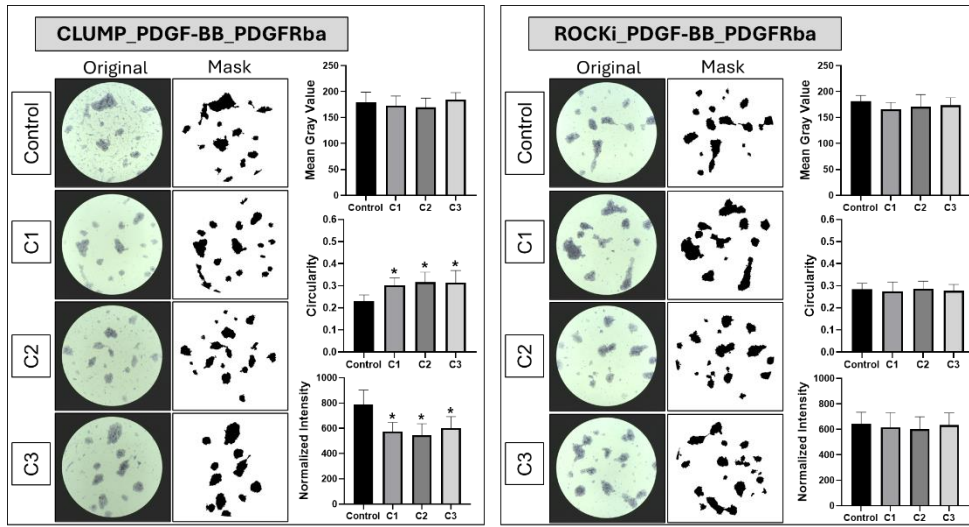 CLUMP_PDGF-BB_PDGFRba
Original Mask
Control
C1
C2
C3
Mean Gray Value
250
200
150
100
50
0
Control C1 C2 C3
Circularity
0.6
0.5
0.4
0.3
0.2
0.1
0.0
* * *
Control C1 C2 C3
Normalized Intensity
1000
800
600
400
200
0
* * *
Control C1 C2 C3
ROCKi_PDGF-BB_PDGFRba
Original Mask
Control
C1
C2
C3
Mean Gray Value
250
200
150
100
50
0
Control C1 C2 C3
Circularity
0.6
0.5
0.4
0.3
0.2
0.1
0.0
Control C1 C2 C3
Normalized Intensity
1000
800
600
400
200
0
Control C1 C2 C3